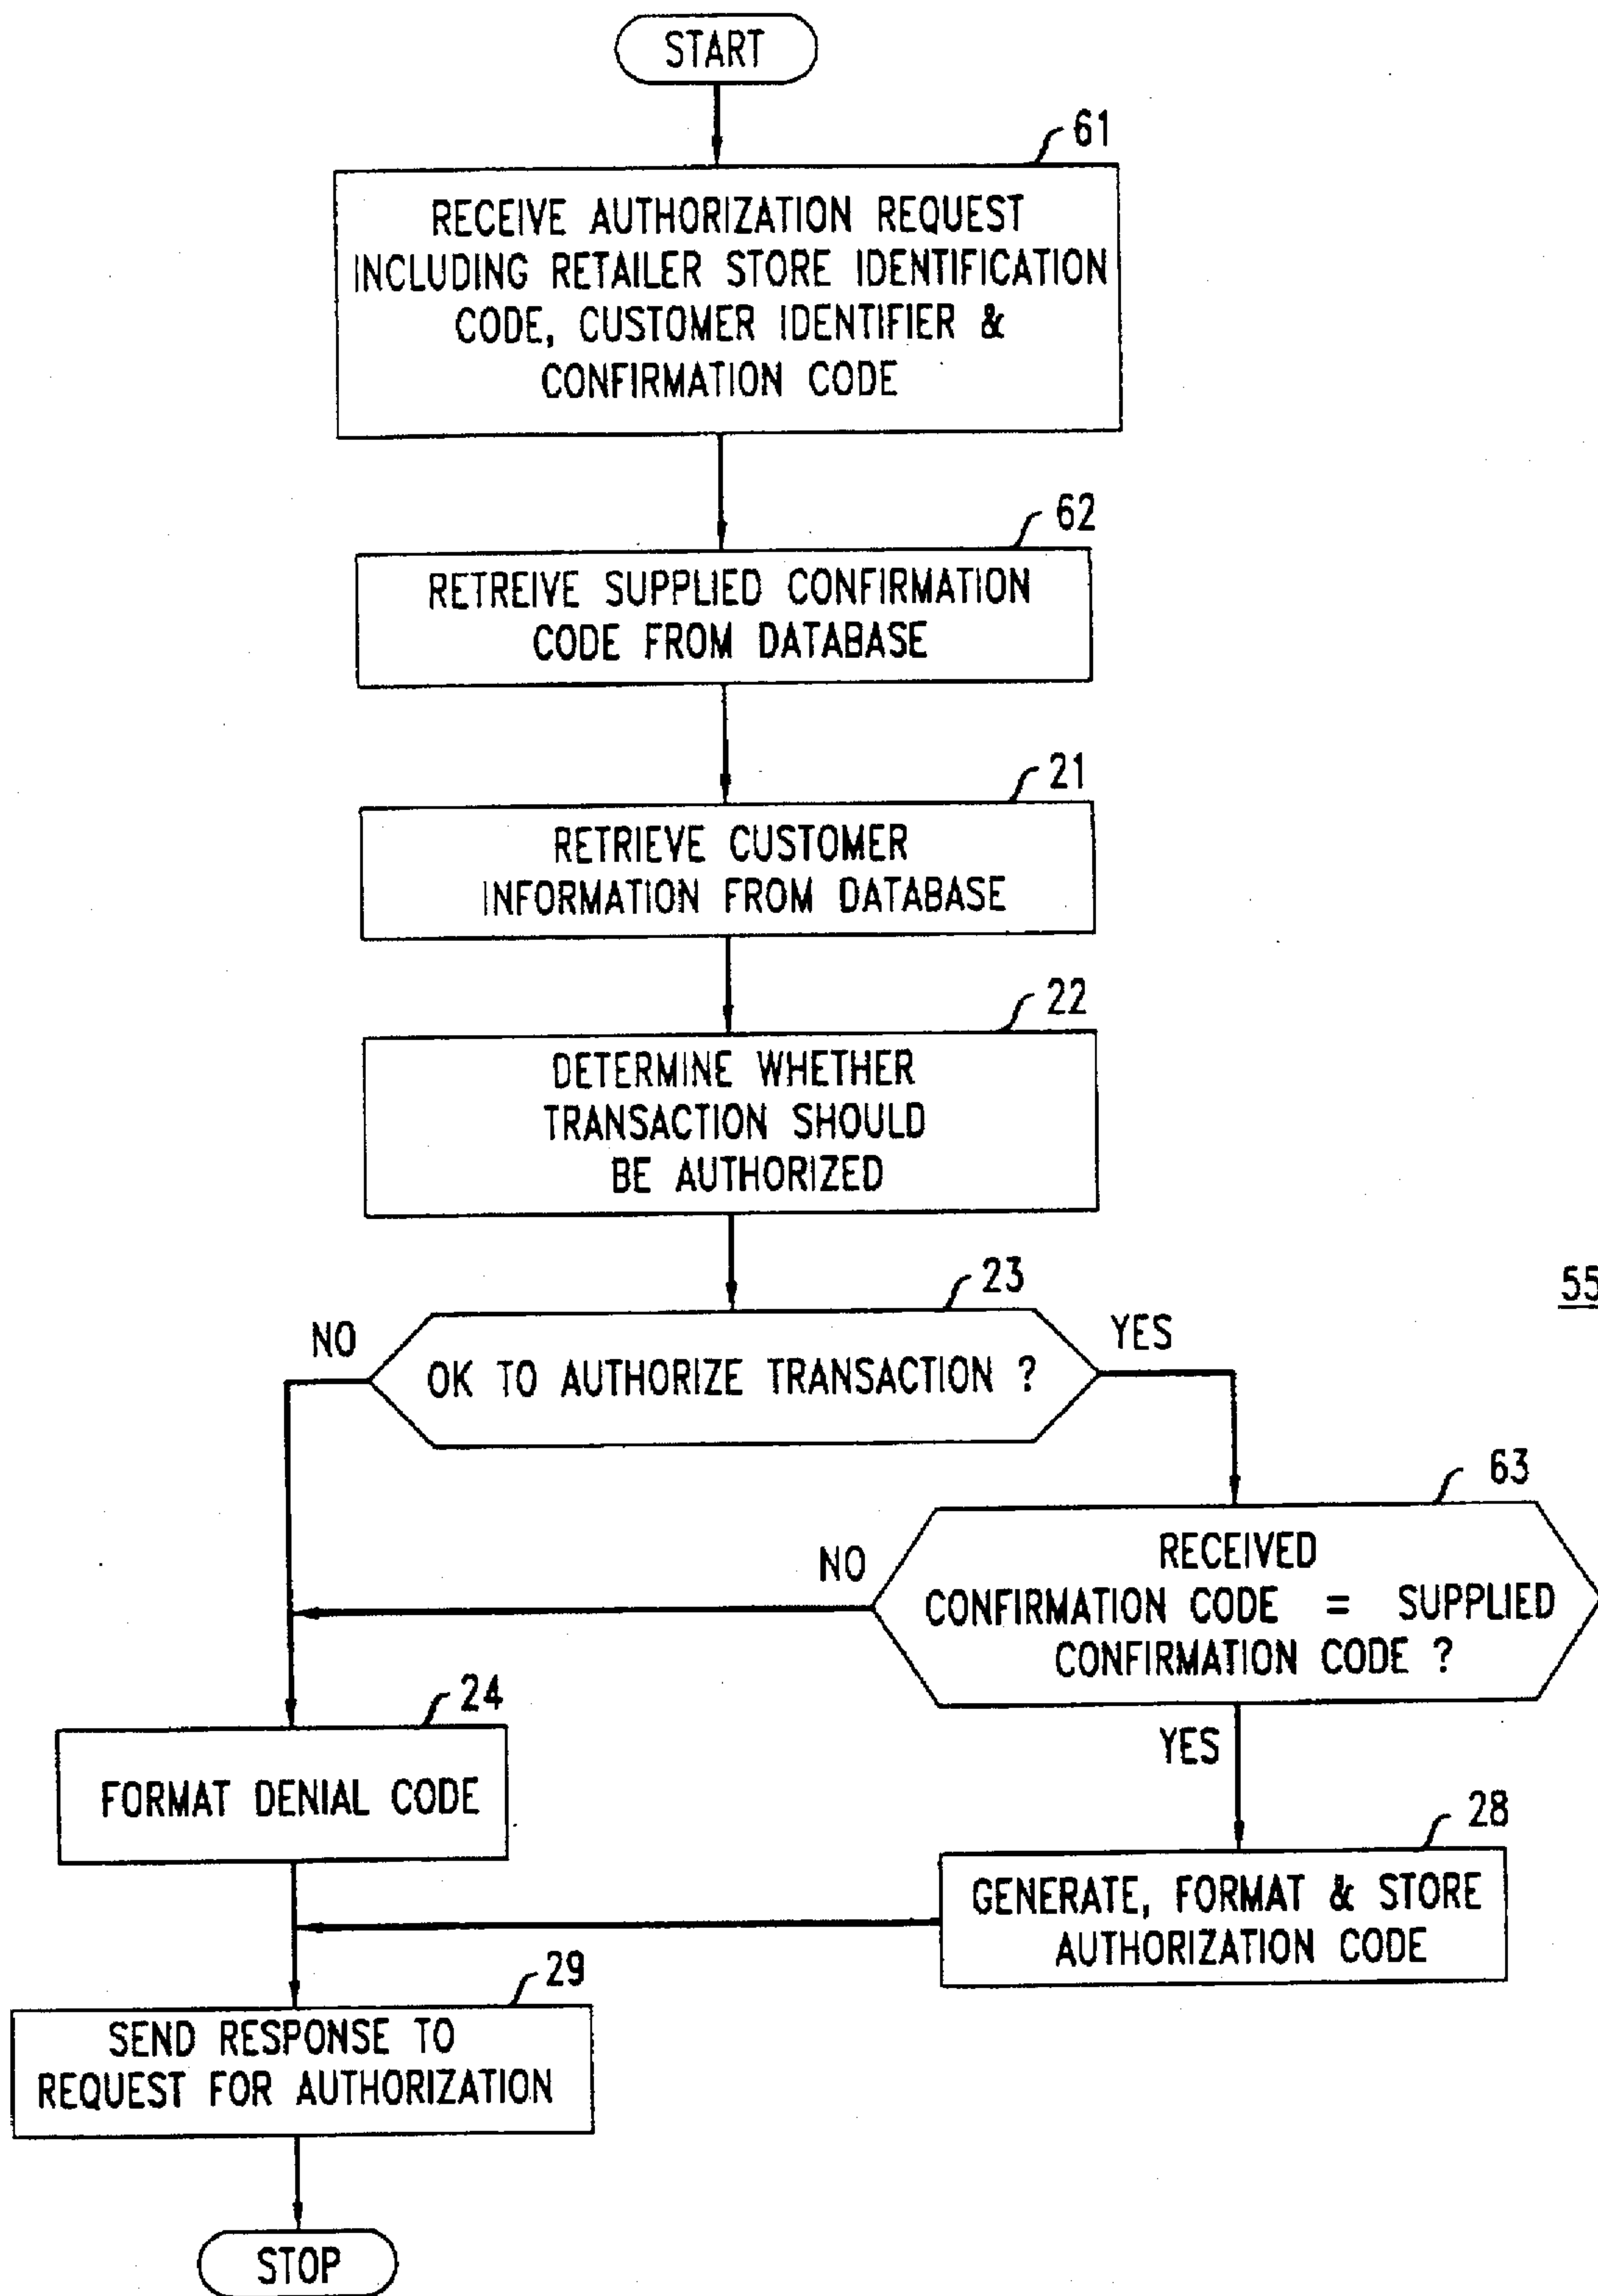 START
61
RECEIVE AUTHORIZATION REQUEST
INCLUDING RETAILER STORE IDENTIFICATION
CODE, CUSTOMER IDENTIFIER &
CONFIRMATION CODE
62
RETREIVE SUPPLIED CONFIRMATION
CODE FROM DATABASE
21
RETRIEVE CUSTOMER
INFORMATION FROM DATABASE
22
DETERMINE WHETHER
TRANSACTION SHOULD
BE AUTHORIZED
23
55
NO
YES
OK TO AUTHORIZE TRANSACTION ?
63
NO
RECEIVED
CONFIRMATION CODE = SUPPLIED
CONFIRMATION CODE ?
24
YES
FORMAT DENIAL CODE
28
GENERATE, FORMAT & STORE
AUTHORIZATION CODE
29
SEND RESPONSE TO
REQUEST FOR AUTHORIZATION
STOP